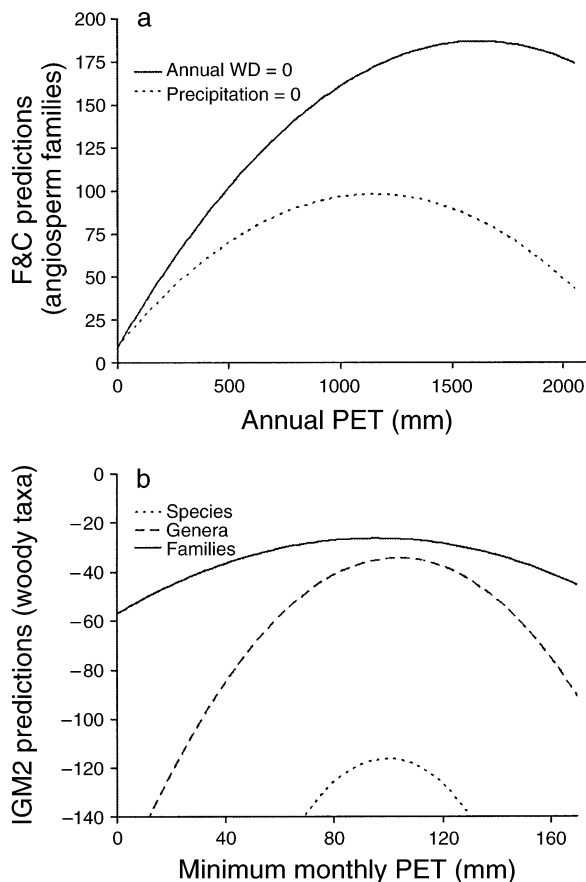 a
200
175
150
125
100
75
50
25
0
Annual WD = 0
Precipitation = 0
F&C predictions
(angiosperm families)
0 500 1000 1500 2000
Annual PET (mm)
b
0
−20
−40
−60
−80
−100
−120
−140
Species
Genera
Families
IGM2 predictions (woody taxa)
0 40 80 120 160
Minimum monthly PET (mm)